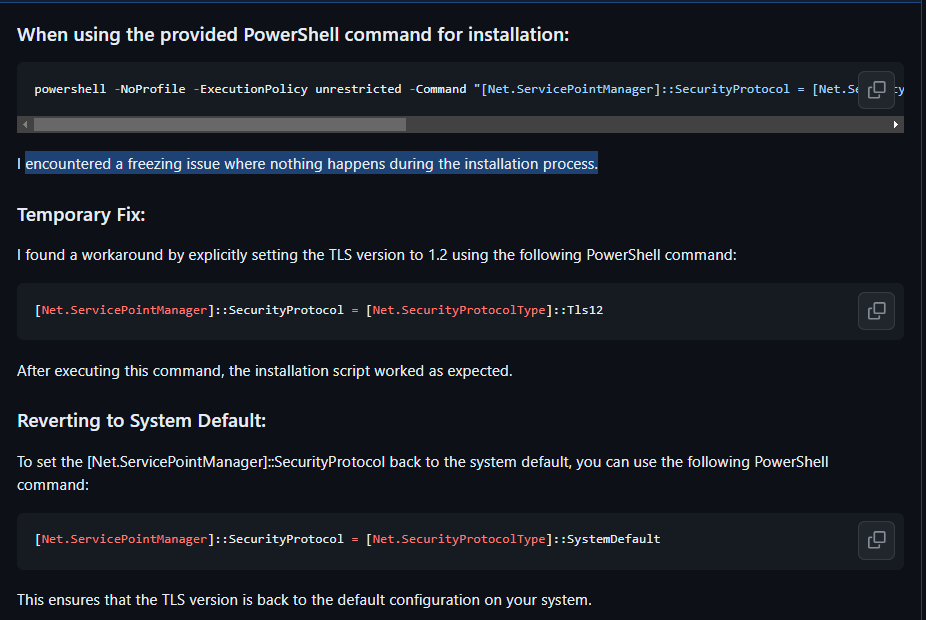 When using the provided PowerShell command for installation:
powershell -NoProfile -ExecutionPolicy unrestricted -Command "[Net.ServicePointManager]::SecurityProtocol = [Net.Se
I encountered a freezing issue where nothing happens during the installation process.
Temporary Fix:
I found a workaround by explicitly setting the TLS version to 1.2 using the following PowerShell command:
[Net.ServicePointManager]::SecurityProtocol = [Net.SecurityProtocolType]::Tls12
After executing this command, the installation script worked as expected.
Reverting to System Default:
To set the [Net.ServicePointManager]::SecurityProtocol back to the system default, you can use the following PowerShell
command:
[Net.ServicePointManager]::SecurityProtocol = [Net.SecurityProtocolType]::SystemDefault
This ensures that the TLS version is back to the default configuration on your system.